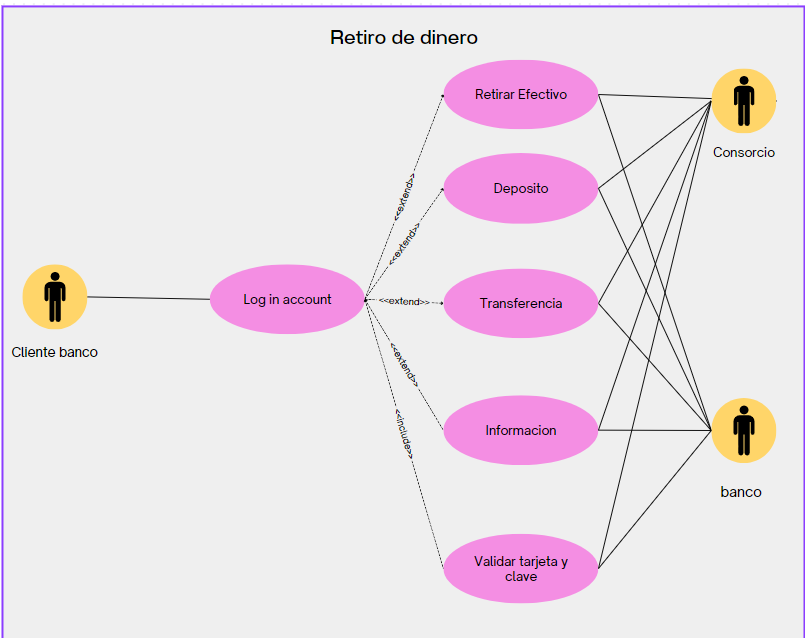 Retiro de dinero
Retirar Efectivo
Consorcio
<<extend>>
Deposito
<<extend>>
Cliente banco
Log in account
<<extend>>
Transferencia
<<extend>>
Informacion
<<include>>
banco
Validar tarjeta y
clave